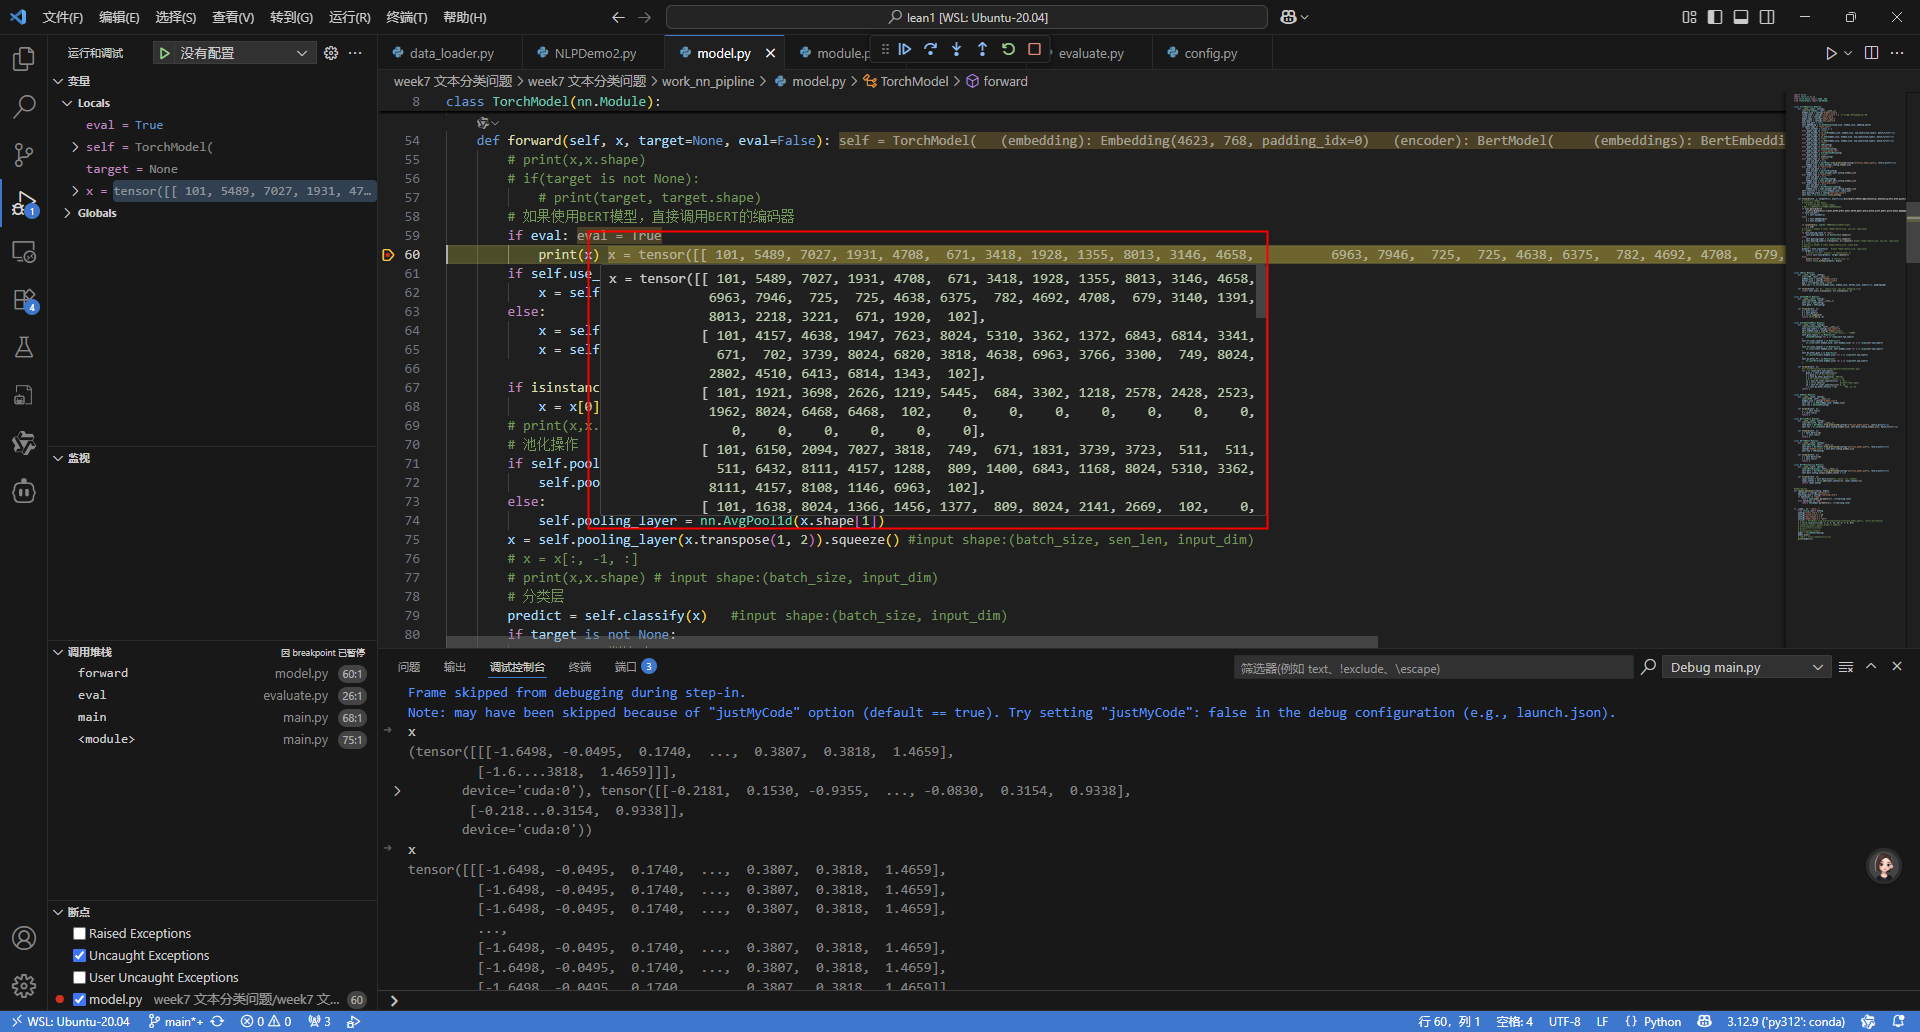 文件(F) 编辑(E) 选择(S) 查看(V) 转到(G) 运行(R) 终端(T) 帮助(H)
lean1 [WSL: Ubuntu-20.04]
运行和调试
没有配置
data_loader.py NLPDemo2.py model.py module.p evaluate.py config.py
week7 文本分类问题 > week7 文本分类问题 > work_nn_pipline > model.py > TorchModel > forward
变量
Locals
eval = True
self = TorchModel(
target = None
x = tensor([[ 101, 5489, 7027, 1931, 47...
Globals
监视
调用堆栈
因 breakpoint 已暂停
forward model.py 60:1
eval evaluate.py 26:1
main main.py 68:1
<module> main.py 75:1
断点
Raised Exceptions
Uncaught Exceptions
User Uncaught Exceptions
model.py week7 文本分类问题/week7 文... 60
8 class TorchModel(nn.Module):
54 def forward(self, x, target=None, eval=False): self = TorchModel( (embedding): Embedding(4623, 768, padding_idx=0) (encoder): BertModel( (embeddings): BertEmbeddi
55 # print(x,x.shape)
56 # if(target is not None):
57 # print(target, target.shape)
58 # 如果使用BERT模型，直接调用BERT的编码器
59 if eval: eval = True
60 print(x) x = tensor([[ 101, 5489, 7027, 1931, 4708, 671, 3418, 1928, 1355, 8013, 3146, 4658, 6963, 7946, 725, 725, 4638, 6375, 782, 4692, 4708, 679,
61 if self.use_
62 x = self
63 else:
64 x = self
65 x = self
66
67 if isinstanc
68 x = x[0]
69 # print(x,x.
70 # 池化操作
71 if self.pool
72 self.poo
73 else:
74 self.pooling_layer = nn.AvgPool1d(x.shape[1])
75 x = self.pooling_layer(x.transpose(1, 2)).squeeze() #input shape:(batch_size, sen_len, input_dim)
76 # x = x[:, -1, :]
77 # print(x,x.shape) # input shape:(batch_size, input_dim)
78 # 分类层
79 predict = self.classify(x) #input shape:(batch_size, input_dim)
80 if target is not None:
x = tensor([[ 101, 5489, 7027, 1931, 4708, 671, 3418, 1928, 1355, 8013, 3146, 4658,
6963, 7946, 725, 725, 4638, 6375, 782, 4692, 4708, 679, 3140, 1391,
8013, 2218, 3221, 671, 1920, 102],
[ 101, 4157, 4638, 1947, 7623, 8024, 5310, 3362, 1372, 6843, 6814, 3341,
671, 702, 3739, 8024, 6820, 3818, 4638, 6963, 3766, 3300, 749, 8024,
2802, 4510, 6413, 6814, 1343, 102],
[ 101, 1921, 3698, 2626, 1219, 5445, 684, 3302, 1218, 2578, 2428, 2523,
1962, 8024, 6468, 6468, 102, 0, 0, 0, 0, 0, 0, 0,
0, 0, 0, 0, 0, 0],
[ 101, 6150, 2094, 7027, 3818, 749, 671, 1831, 3739, 3723, 511, 511,
511, 6432, 8111, 4157, 1288, 809, 1400, 6843, 1168, 8024, 5310, 3362,
8111, 4157, 8108, 1146, 6963, 102],
[ 101, 1638, 8024, 1366, 1456, 1377, 809, 8024, 2141, 2669, 102, 0,
问题 输出 调试控制台 终端 端口 3
筛选器(例如 text、!exclude、\escape)
Debug main.py
Frame skipped from debugging during step-in.
Note: may have been skipped because of "justMyCode" option (default == true). Try setting "justMyCode": false in the debug configuration (e.g., launch.json).
x
(tensor([[[-1.6498, -0.0495, 0.1740, ..., 0.3807, 0.3818, 1.4659],
[-1.6....3818, 1.4659]]],
device='cuda:0'), tensor([[-0.2181, 0.1530, -0.9355, ..., -0.0830, 0.3154, 0.9338],
[-0.218...0.3154, 0.9338]],
device='cuda:0'))
x
tensor([[[-1.6498, -0.0495, 0.1740, ..., 0.3807, 0.3818, 1.4659],
[-1.6498, -0.0495, 0.1740, ..., 0.3807, 0.3818, 1.4659],
[-1.6498, -0.0495, 0.1740, ..., 0.3807, 0.3818, 1.4659],
...,
[-1.6498, -0.0495, 0.1740, ..., 0.3807, 0.3818, 1.4659],
[-1.6498, -0.0495, 0.1740, ..., 0.3807, 0.3818, 1.4659],
[-1.6498, -0.0495, 0.1740, ..., 0.3807, 0.3818, 1.4659]]
1
4
WSL: Ubuntu-20.04 main*+ 0 0 3
行 60，列 1 空格: 4 UTF-8 LF {} Python 3.12.9 ('py312': conda)